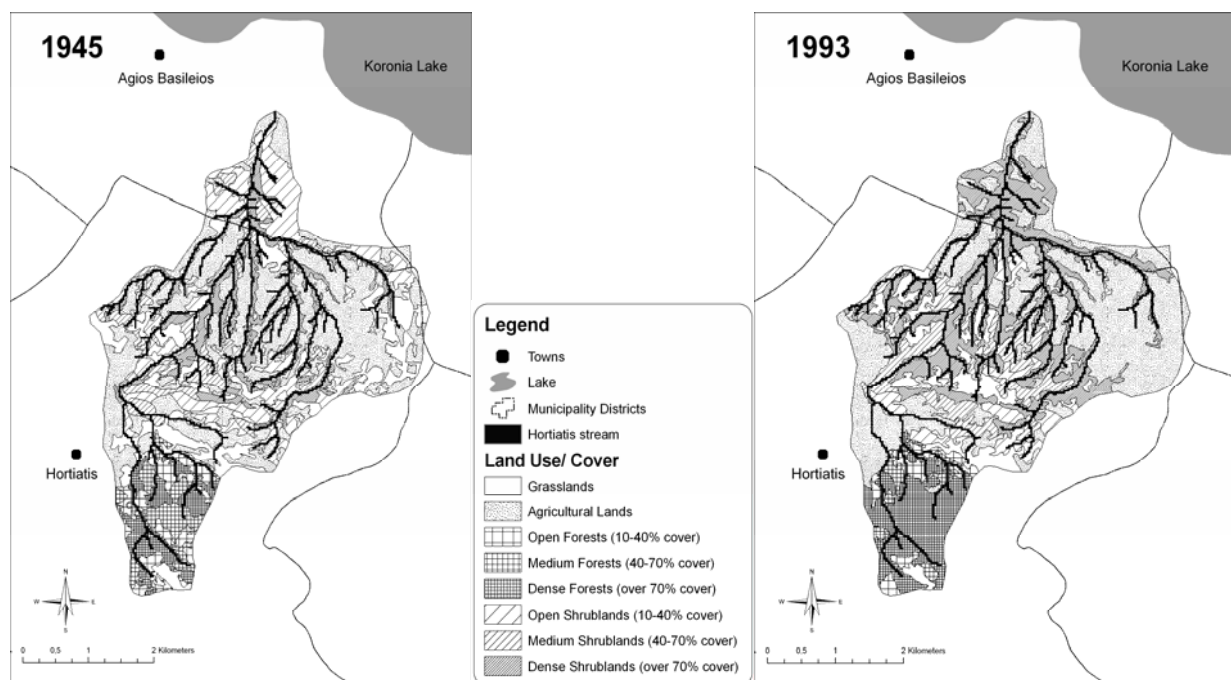 1945
Agios Basileios
Koronia Lake
Hortiatis
N
W
E
S
0
0.5
1
2 Kilometers
Legend
Towns
Lake
Municipality Districts
Hortiatis stream
Land Use/ Cover
Grasslands
Agricultural Lands
Open Forests (10-40% cover)
Medium Forests (40-70% cover)
Dense Forests (over 70% cover)
Open Shrublands (10-40% cover)
Medium Shrublands (40-70% cover)
Dense Shrublands (over 70% cover)
1993
Agios Basileios
Koronia Lake
Hortiatis
N
W
E
S
0
0.5
1
2 Kilometers